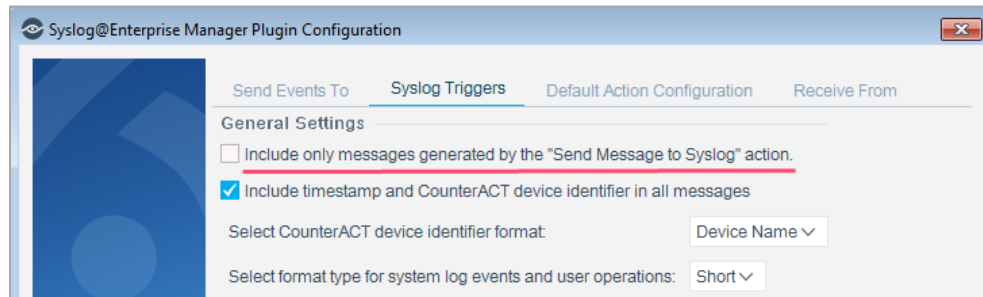 Syslog@Enterprise Manager Plugin Configuration
Send Events To Syslog Triggers Default Action Configuration Receive From
General Settings
Include only messages generated by the "Send Message to Syslog" action.
Include timestamp and CounterACT device identifier in all messages
Select CounterACT device identifier format: Device Name
Select format type for system log events and user operations: Short